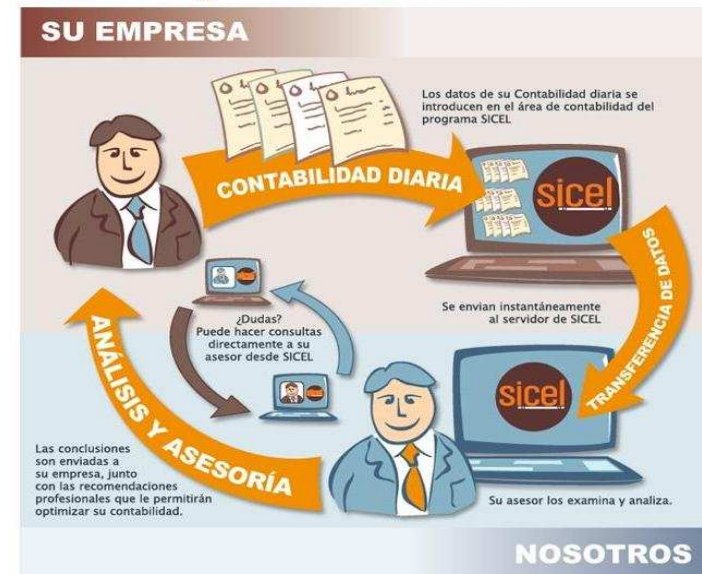 SU EMPRESA
Los datos de su Contabilidad diaria se
introducen en el área de contabilidad del
programa SICEL
CONTABILIDAD DIARIA
sicel
TRANSFERENCIA DE DATOS
Se envian instantáneamente
al servidor de SICEL
¿Dudas?
Puede hacer consultas
directamente a su
asesor desde SICEL
sicel
ANÁLISIS Y ASESORÍA
Las conclusiones
son enviadas a
su empresa, junto
con las recomendaciones
profesionales que le permitirán
optimizar su contabilidad.
Su asesor los examina y analiza.
NOSOTROS